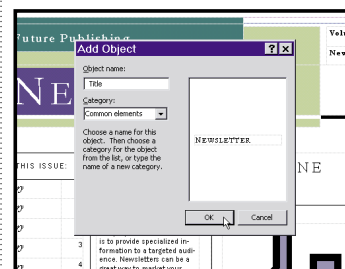 Future Publishing
Volu
New
NE
Add Object
Object name:
Title
Category:
Common elements
Choose a name for this
object. Then choose a
category for the object
from the list, or type the
name of a new category.
NEWSLETTER
OK
Cancel
THIS ISSUE:
NE
3
is to provide specialized in-
formation to a targeted audi-
ence. Newsletters can be a
4
great way to market your